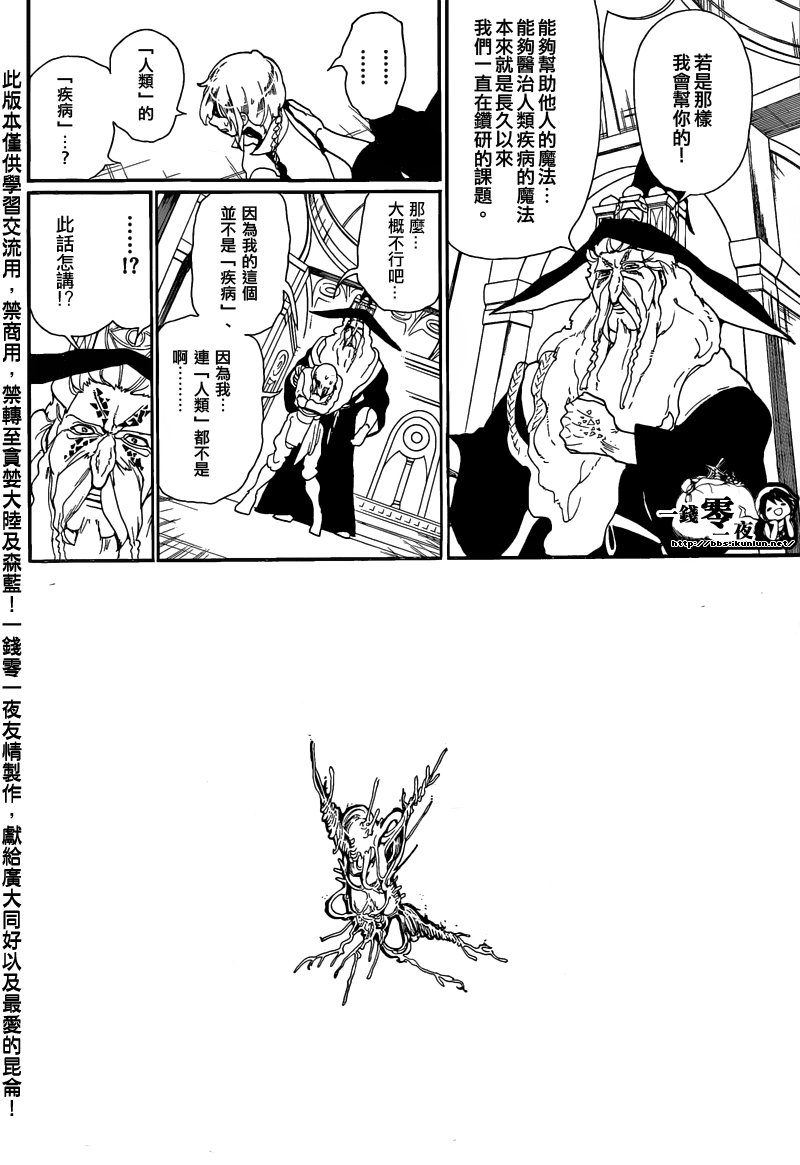 若是那樣
我會幫你的!
能夠幫助他人的魔法…
能夠醫治人類疾病的魔法
本來就是長久以來
我們一直在鑽研的課題。
………
「人類」的
「疾病」…?
那麼…
大概不行吧…
因為我的這個
並不是「疾病」、
因為我…
連「人類」都不是
啊………
……!?
此話怎講!?
一錢零一夜
http://bbs.ikunlun.net/
此版本僅供學習交流用，禁商用，禁轉至貪婪大陸及森藍！一錢零一夜友情製作，獻給廣大同好以及最愛的昆侖！